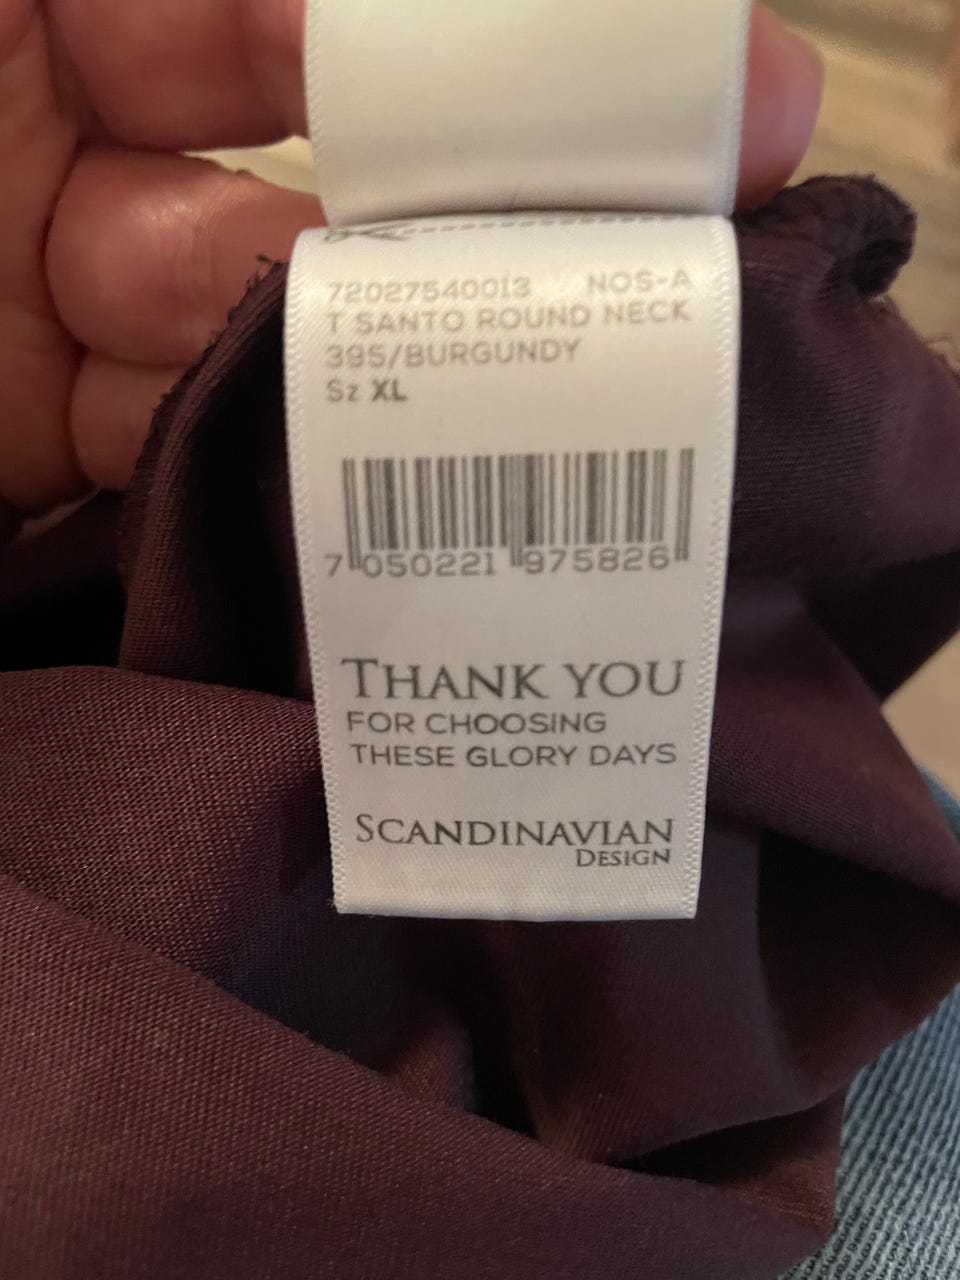 72027540013 NOS-A
T SANTO ROUND NECK
395/BURGUNDY
Sz XL
7 050221 975826
THANK YOU
FOR CHOOSING
THESE GLORY DAYS
SCANDINAVIAN
DESIGN